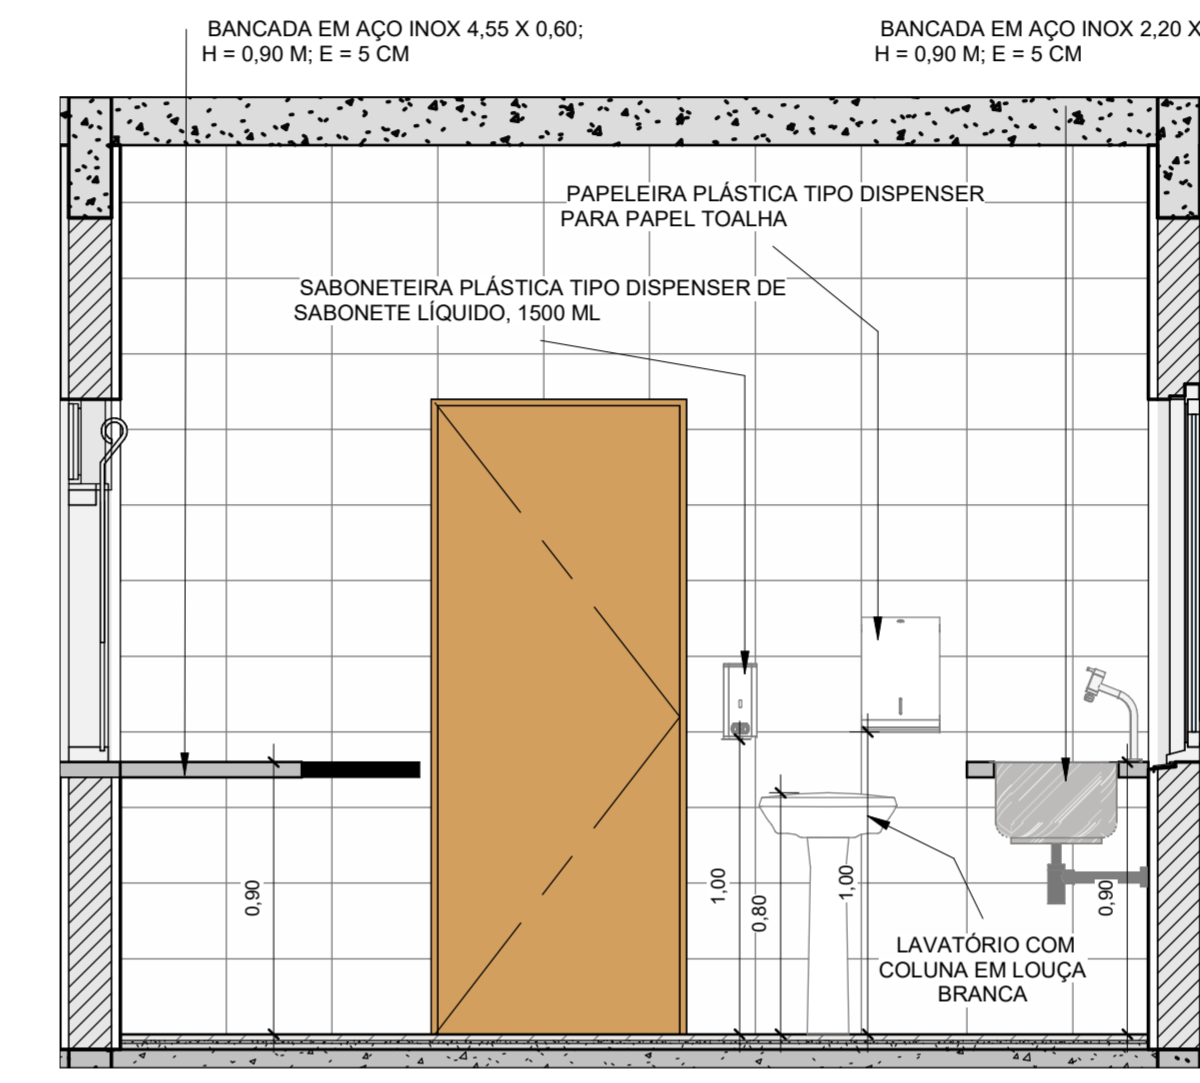 BANCADA EM AÇO INOX 4,55 X 0,60;
H = 0,90 M; E = 5 CM
BANCADA EM AÇO INOX 2,20 X
H = 0,90 M; E = 5 CM
PAPELEIRA PLÁSTICA TIPO DISPENSER
PARA PAPEL TOALHA
SABONETEIRA PLÁSTICA TIPO DISPENSER DE
SABONETE LÍQUIDO, 1500 ML
0,90
1,00
0,80
1,00
0,90
LAVATÓRIO COM
COLUNA EM LOUÇA
BRANCA